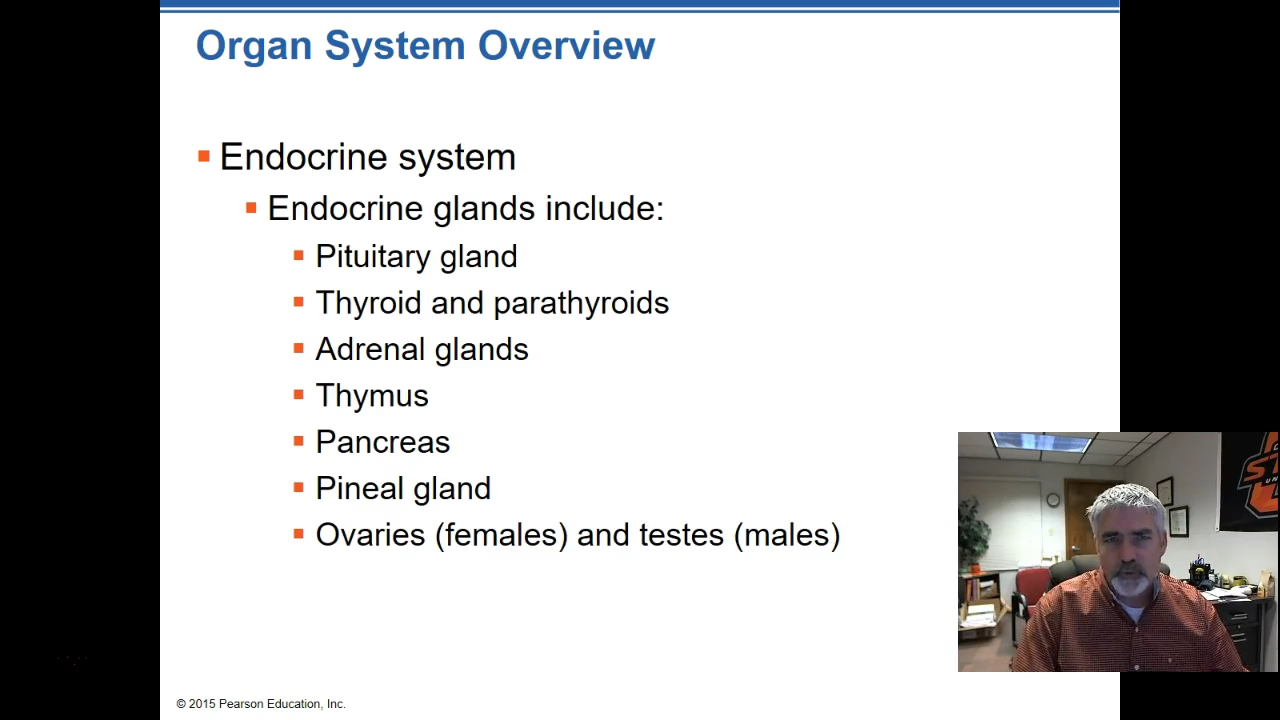 Organ System Overview
Endocrine system
Endocrine glands include:
Pituitary gland
Thyroid and parathyroids
Adrenal glands
Thymus
Pancreas
Pineal gland
Ovaries (females) and testes (males)
© 2015 Pearson Education, Inc.